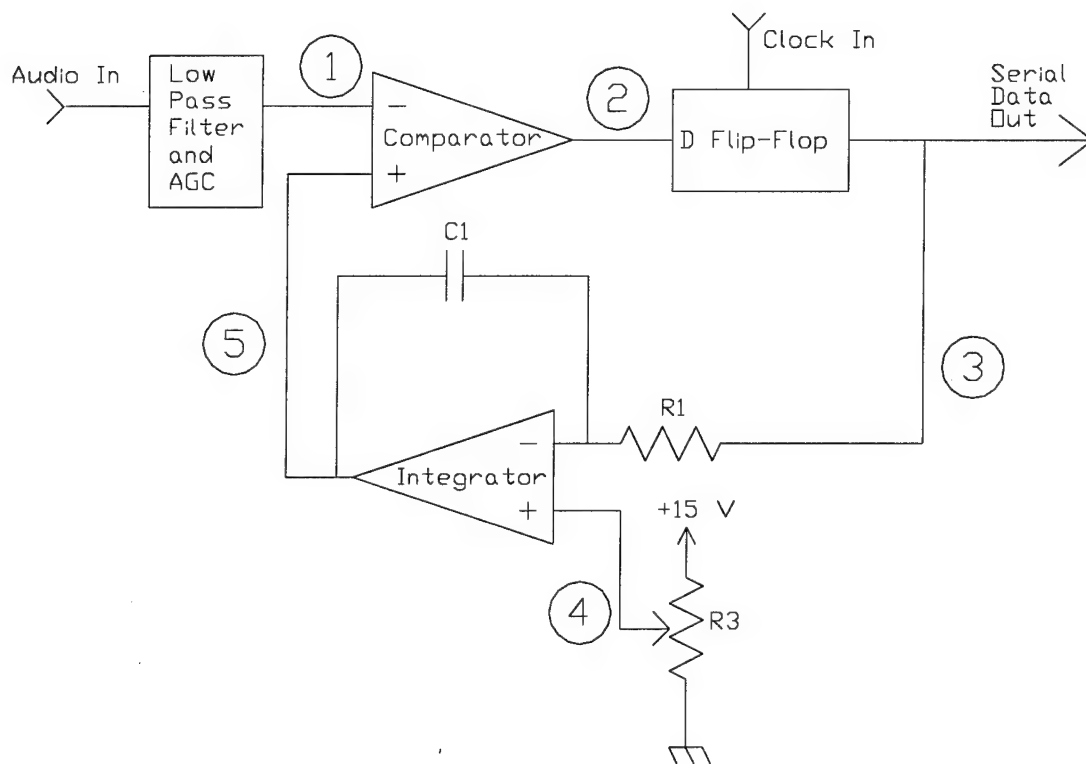 Audio In
Low
Pass
Filter
and
AGC
1
−
Comparator
+
2
Clock In
D Flip-Flop
Serial
Data
Out
C1
5
3
R1
−
Integrator
+
+15 V
4
R3